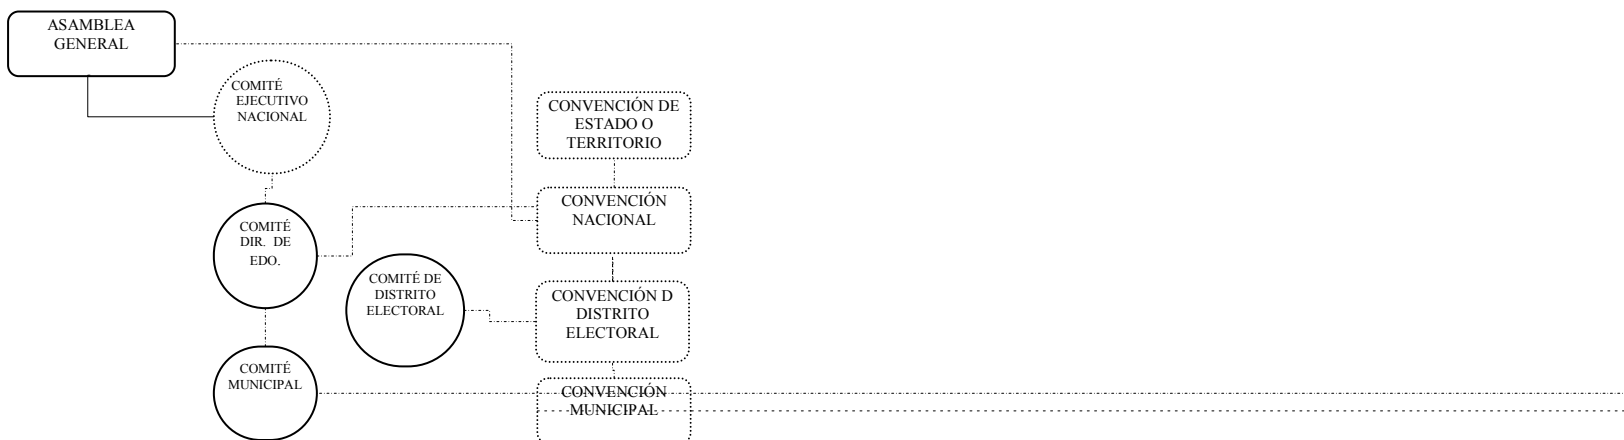 ASAMBLEA
GENERAL
COMITÉ
EJECUTIVO
NACIONAL
CONVENCIÓN DE
ESTADO O
TERRITORIO
CONVENCIÓN
NACIONAL
COMITÉ
DIR. DE
EDO.
COMITÉ DE
DISTRITO
ELECTORAL
CONVENCIÓN D
DISTRITO
ELECTORAL
COMITÉ
MUNICIPAL
CONVENCIÓN
MUNICIPAL